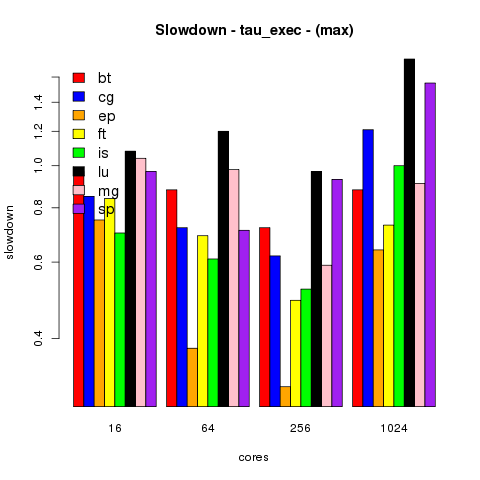 Slowdown - tau_exec - (max)
bt
cg
ep
ft
is
lu
mg
sp
slowdown
1.4
1.2
1.0
0.8
0.6
0.4
16 64 256 1024
cores